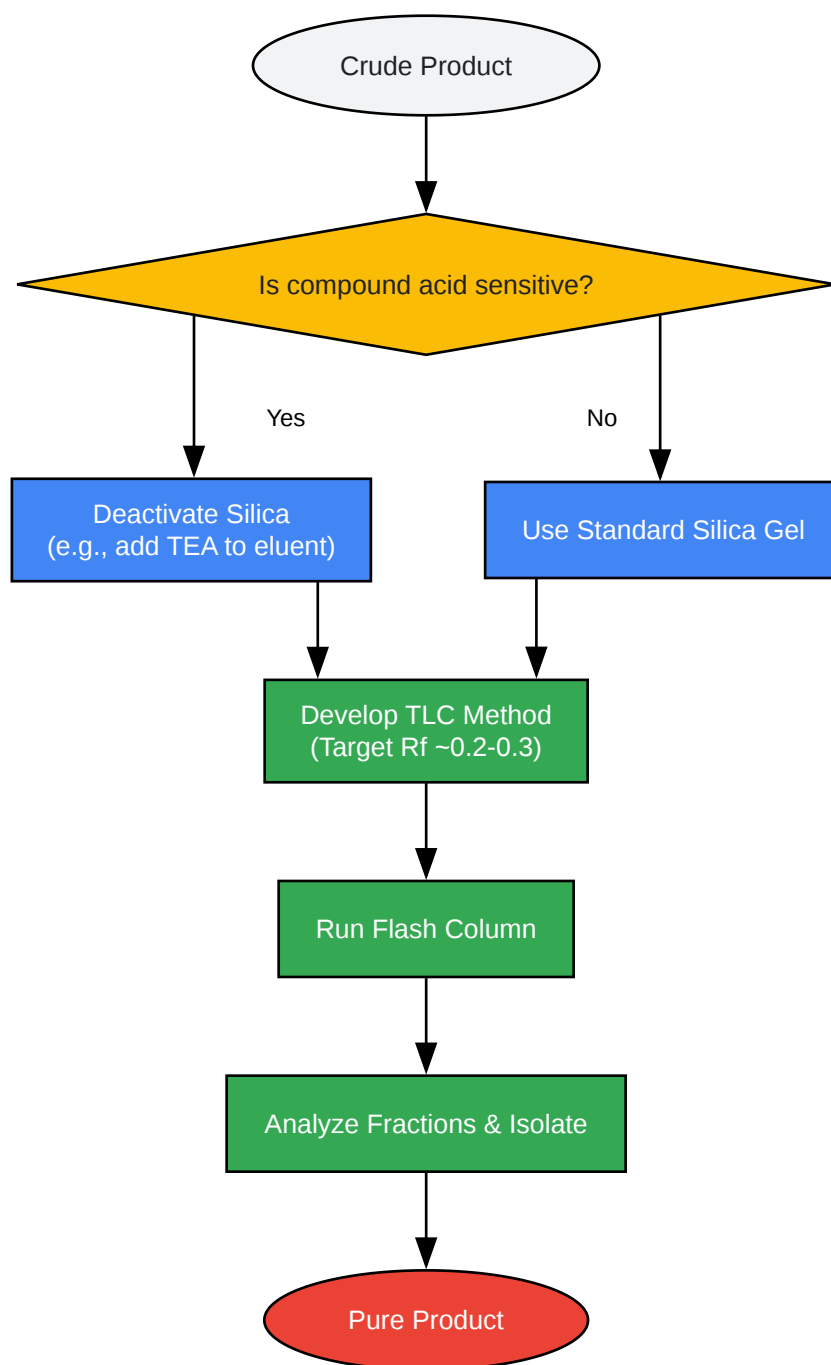 Crude Product
Is compound acid sensitive?
Yes
No
Deactivate Silica
(e.g., add TEA to eluent)
Use Standard Silica Gel
Develop TLC Method
(Target Rf ~0.2-0.3)
Run Flash Column
Analyze Fractions & Isolate
Pure Product